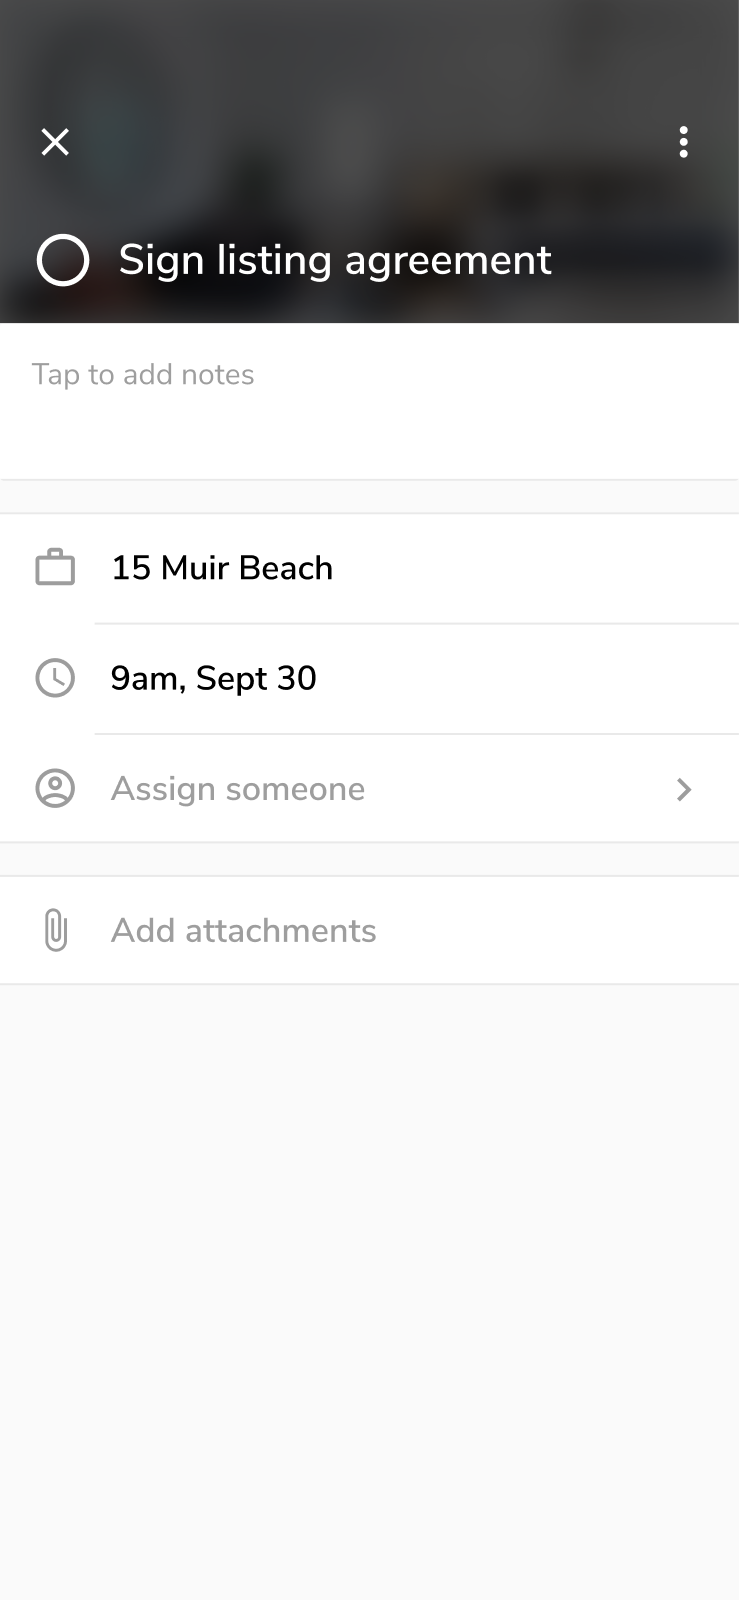 Sign listing agreement
Tap to add notes
15 Muir Beach
9am, Sept 30
Assign someone
Add attachments